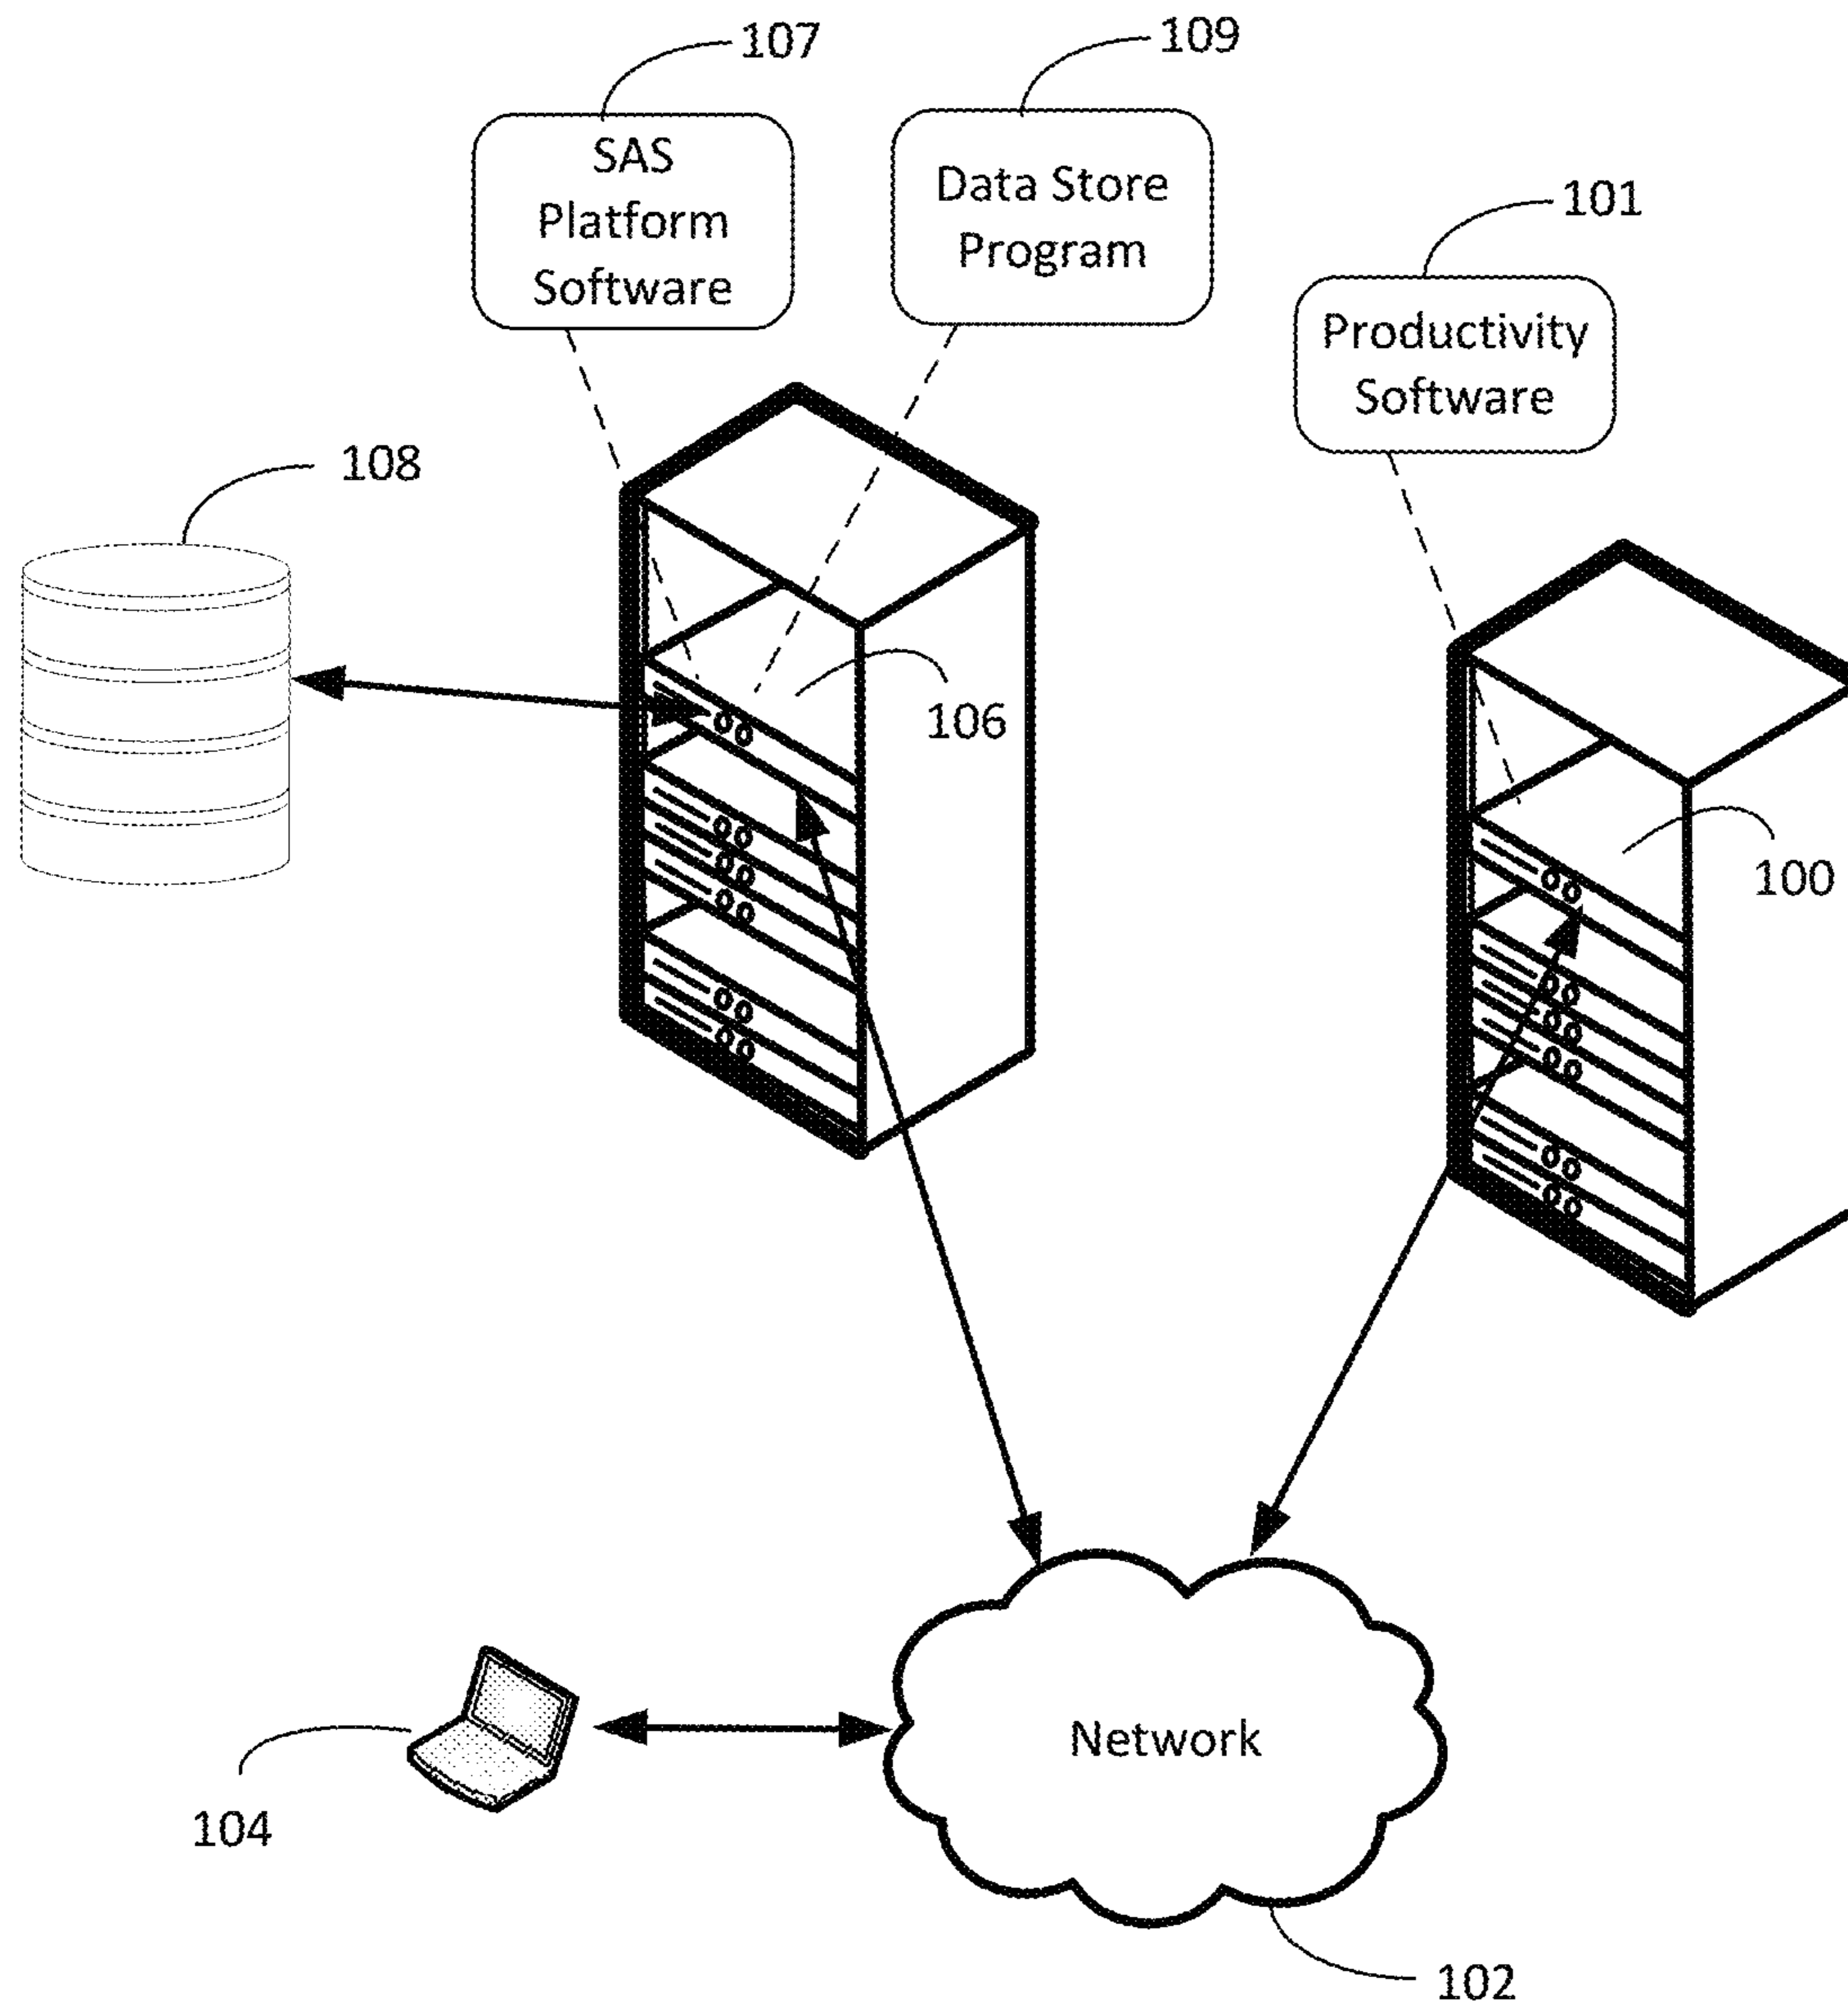 107
109
SAS
Platform
Software
Data Store
Program
101
Productivity
Software
108
106
100
Network
104
102